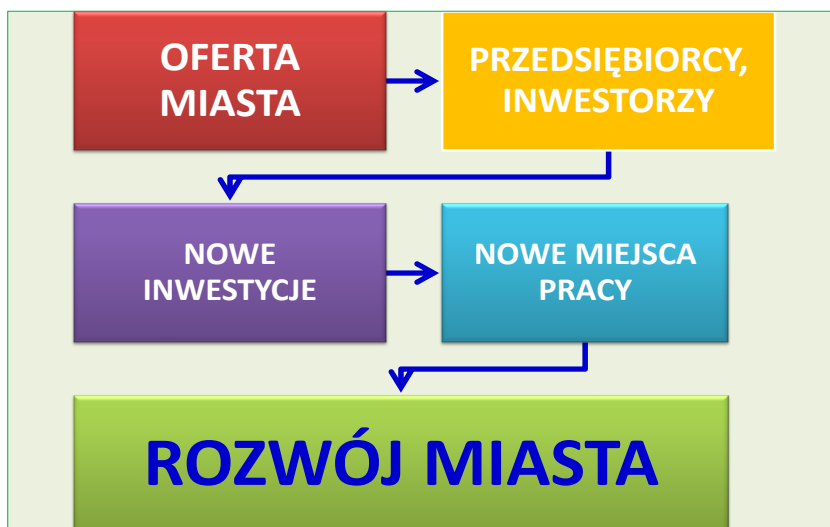 OFERTA
MIASTA
PRZEDSIĘBIORCY,
INWESTORZY
NOWE
INWESTYCJE
NOWE MIEJSCA
PRACY
ROZWÓJ MIASTA